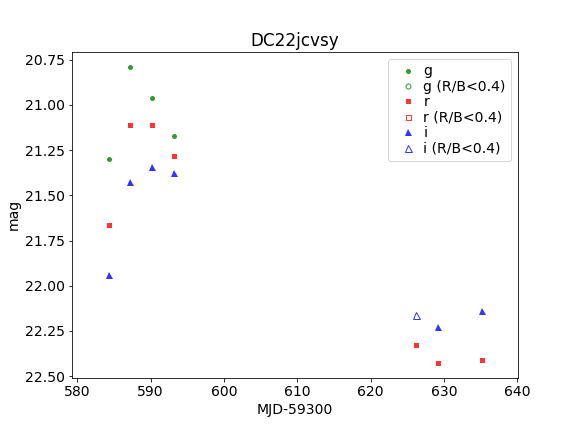 DC22jcvsy
20.75
21.00
21.25
21.50
21.75
22.00
22.25
22.50
mag
g
g (R/B<0.4)
r
r (R/B<0.4)
i
i (R/B<0.4)
580
590
600
610
620
630
640
MJD-59300